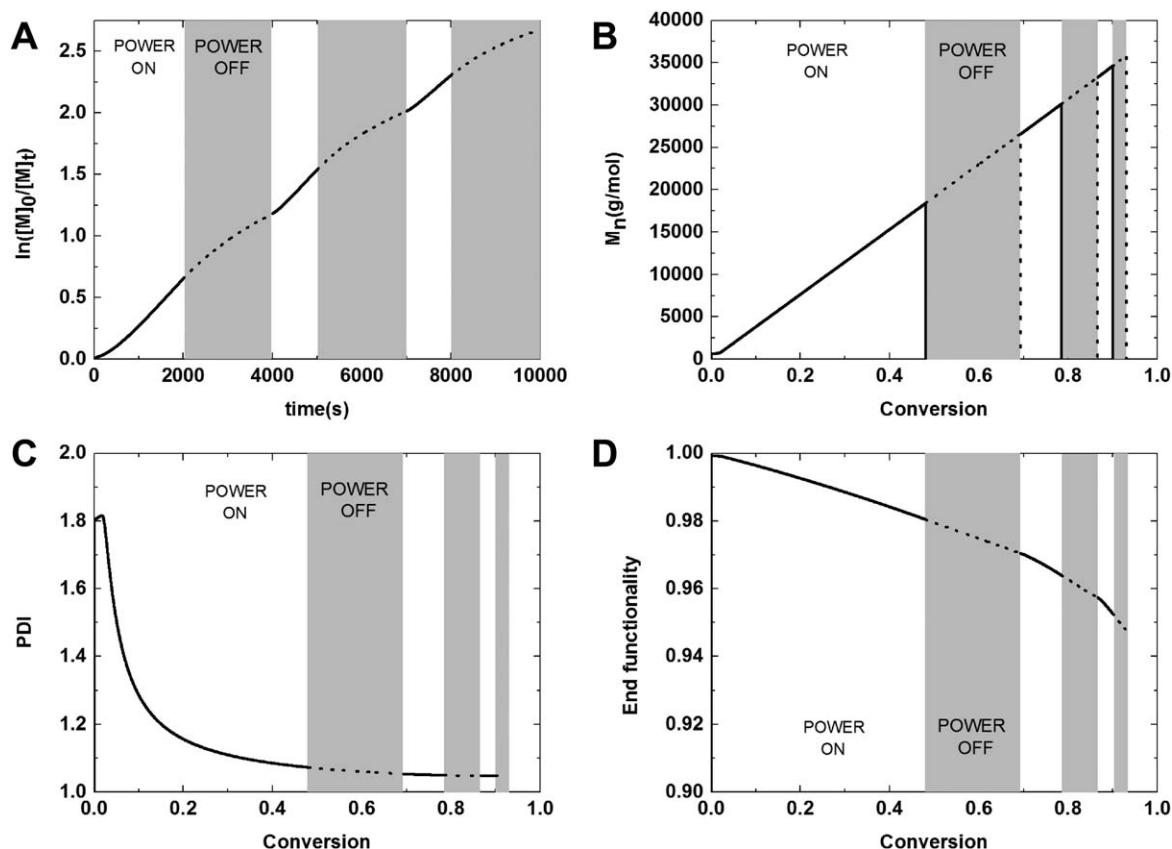 A
POWER
ON
POWER
OFF
2.5
2.0
1.5
1.0
0.5
0.0
ln([M]0/[M]t)
0
2000
4000
6000
8000
10000
time(s)
B
POWER
ON
POWER
OFF
40000
35000
30000
25000
20000
15000
10000
5000
0
Mn(g/mol)
0.0
0.2
0.4
0.6
0.8
1.0
Conversion
C
POWER
ON
POWER
OFF
2.0
1.8
1.6
1.4
1.2
1.0
PDI
0.0
0.2
0.4
0.6
0.8
1.0
Conversion
D
1.00
0.98
0.96
0.94
0.92
0.90
End functionality
POWER
ON
POWER
OFF
0.0
0.2
0.4
0.6
0.8
1.0
Conversion